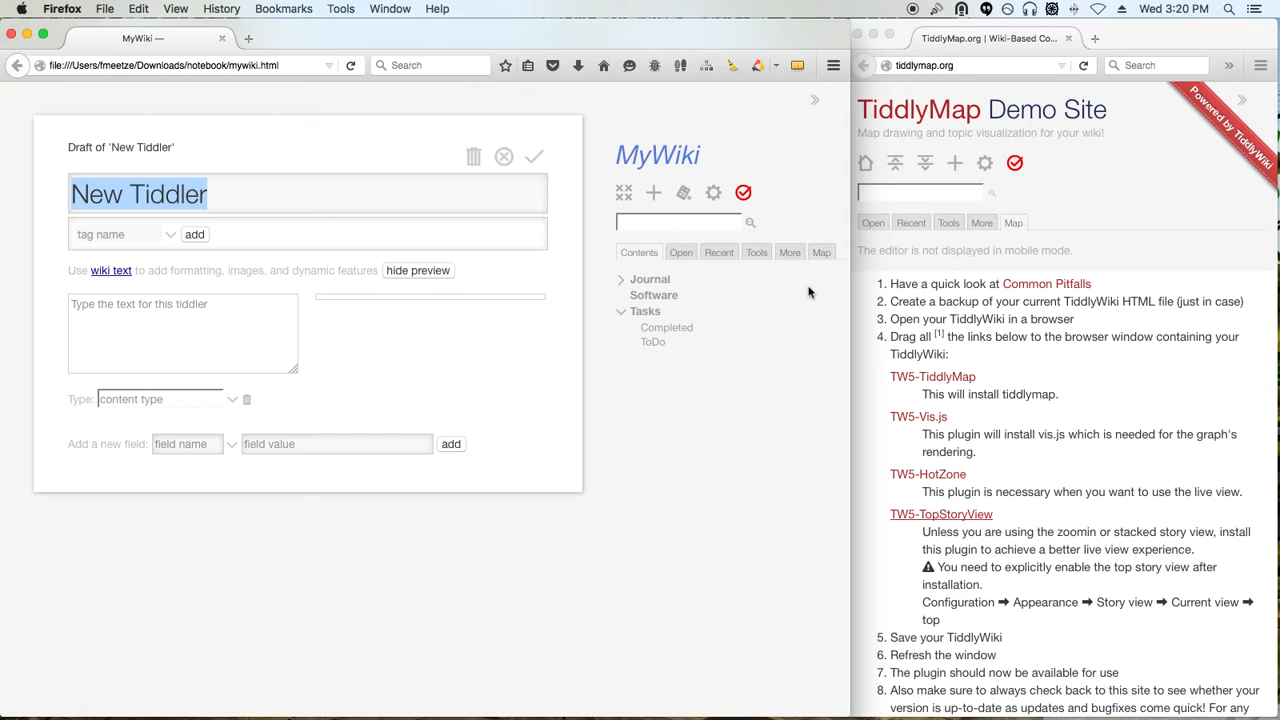 Firefox File Edit View History Bookmarks Tools Window Help
Wed 3:20 PM
MyWiki —
file:///Users/fmeetze/Downloads/notebook/mywiki.html
Search
Draft of 'New Tiddler'
New Tiddler
tag name
add
Use wiki text to add formatting, images, and dynamic features
hide preview
Type the text for this tiddler
Type:
content type
Add a new field:
field name
field value
add
MyWiki
Contents Open Recent Tools More Map
Journal
Software
Tasks
Completed
ToDo
TiddlyMap.org | Wiki-Based Co...
tiddlymap.org
Search
Powered by TiddlyWiki
TiddlyMap Demo Site
Map drawing and topic visualization for your wiki!
Open Recent Tools More Map
The editor is not displayed in mobile mode.
1. Have a quick look at Common Pitfalls
2. Create a backup of your current TiddlyWiki HTML file (just in case)
3. Open your TiddlyWiki in a browser
4. Drag all [1] the links below to the browser window containing your
TiddlyWiki:
TW5-TiddlyMap
This will install tiddlymap.
TW5-Vis.js
This plugin will install vis.js which is needed for the graph's
rendering.
TW5-HotZone
This plugin is necessary when you want to use the live view.
TW5-TopStoryView
Unless you are using the zoomin or stacked story view, install
this plugin to achieve a better live view experience.
You need to explicitly enable the top story view after
installation.
Configuration ➡ Appearance ➡ Story view ➡ Current view ➡
top
5. Save your TiddlyWiki
6. Refresh the window
7. The plugin should now be available for use
8. Also make sure to always check back to this site to see whether your
version is up-to-date as updates and bugfixes come quick! For any